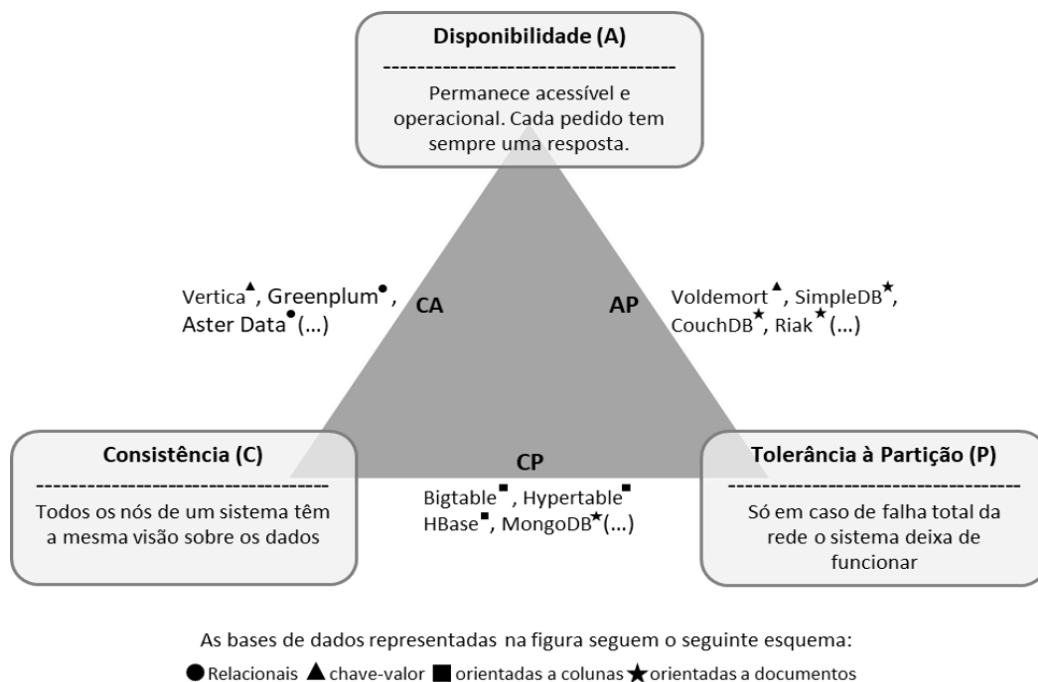 Disponibilidade (A)
------------------------------------
Permanece acessível e
operacional. Cada pedido tem
sempre uma resposta.
Vertica▲, Greenplum●,
Aster Data●(...)
CA
AP
Voldemort▲, SimpleDB★,
CouchDB★, Riak★(...)
Consistência (C)
------------------------------------
Todos os nós de um sistema têm
a mesma visão sobre os dados
CP
Bigtable■, Hypertable■
HBase■, MongoDB★(...)
Tolerância à Partição (P)
------------------------------------
Só em caso de falha total da
rede o sistema deixa de
funcionar
As bases de dados representadas na figura seguem o seguinte esquema:
●Relacionais ▲ chave-valor ■ orientadas a colunas ★ orientadas a documentos